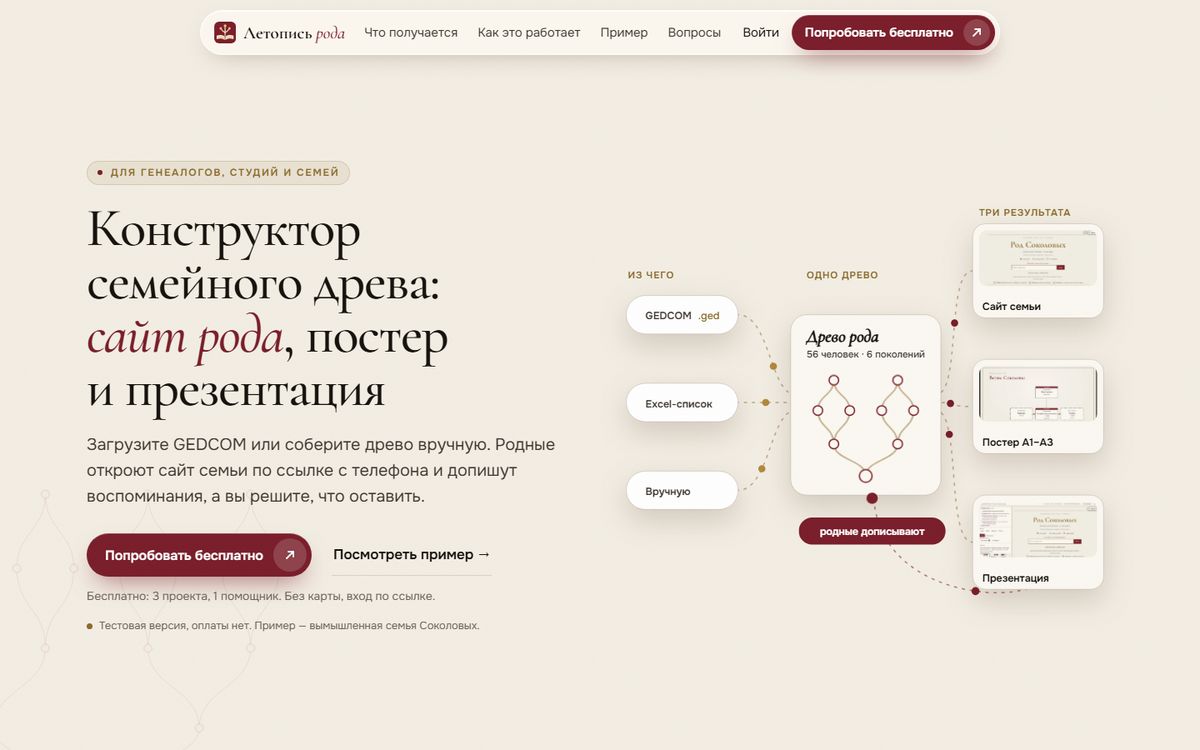 Летопись рода
Что получается
Как это работает
Пример
Вопросы
Войти
Попробовать бесплатно
ДЛЯ ГЕНЕАЛОГОВ, СТУДИЙ И СЕМЕЙ
Конструктор
семейного древа:
сайт рода, постер
и презентация
Загрузите GEDCOM или соберите древо вручную. Родные
откроют сайт семьи по ссылке с телефона и допишут
воспоминания, а вы решите, что оставить.
Попробовать бесплатно
Посмотреть пример →
Бесплатно: 3 проекта, 1 помощник. Без карты, вход по ссылке.
Тестовая версия, оплаты нет. Пример — вымышленная семья Соколовых.
ИЗ ЧЕГО
GEDCOM .ged
Excel-список
Вручную
ОДНО ДРЕВО
Древо рода
56 человек · 6 поколений
родные дописывают
ТРИ РЕЗУЛЬТАТА
Род Соколовых
Сайт семьи
Постер А1–А3
Род Соколовых
Презентация